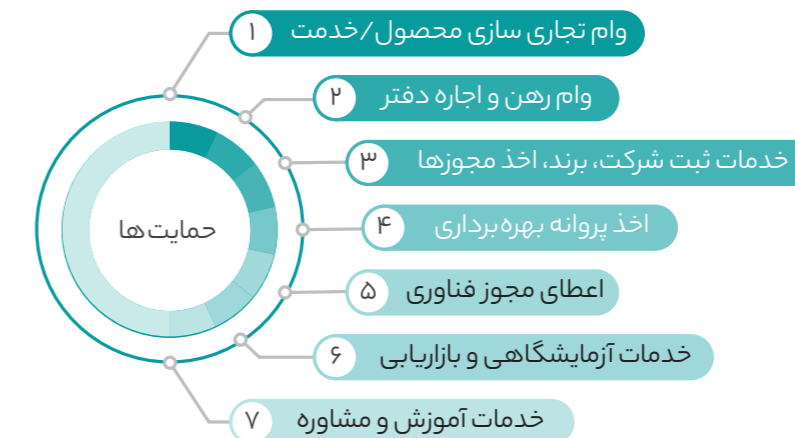 حمایت‌ها
۱ وام تجاری سازی محصول/خدمت
۲ وام رهن و اجاره دفتر
۳ خدمات ثبت شرکت، برند، اخذ مجوزها
۴ اخذ پروانه بهره‌برداری
۵ اعطای مجوز فناوری
۶ خدمات آزمایشگاهی و بازاریابی
۷ خدمات آموزش و مشاوره